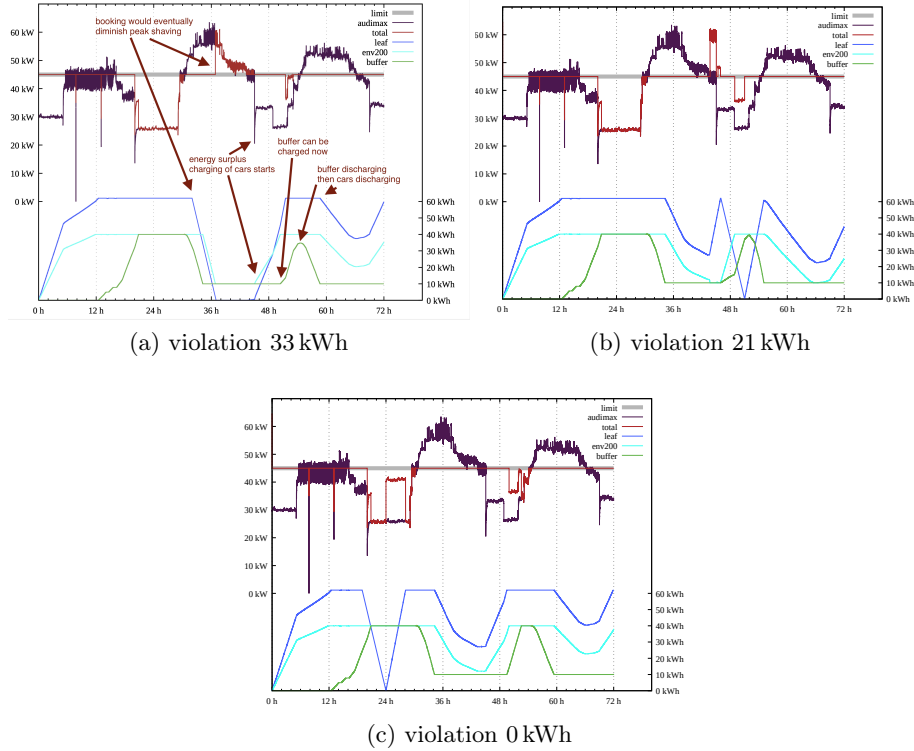 booking would eventually
diminish peak shaving
limit
audimax
total
leaf
env200
buffer
60 kW
50 kW
40 kW
30 kW
20 kW
10 kW
0 kW
energy surplus
charging of cars starts
buffer can be
charged now
buffer discharging
then cars discharging
60 kWh
50 kWh
40 kWh
30 kWh
20 kWh
10 kWh
0 kWh
0 h 12 h 24 h 36 h 48 h 60 h 72 h
(a) violation 33 kWh
limit
audimax
total
leaf
env200
buffer
60 kW
50 kW
40 kW
30 kW
20 kW
10 kW
0 kW
60 kWh
50 kWh
40 kWh
30 kWh
20 kWh
10 kWh
0 kWh
0 h 12 h 24 h 36 h 48 h 60 h 72 h
(b) violation 21 kWh
limit
audimax
total
leaf
env200
buffer
60 kW
50 kW
40 kW
30 kW
20 kW
10 kW
0 kW
60 kWh
50 kWh
40 kWh
30 kWh
20 kWh
10 kWh
0 kWh
0 h 12 h 24 h 36 h 48 h 60 h 72 h
(c) violation 0 kWh